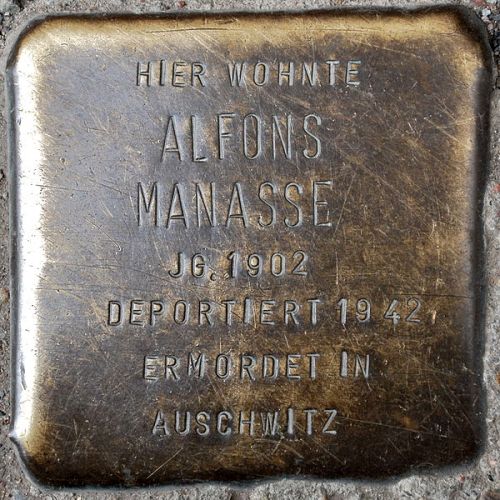 HIER WOHNTE
ALFONS
MANASSE
JG. 1902
DEPORTIERT 1942
ERMORDET IN
AUSCHWITZ